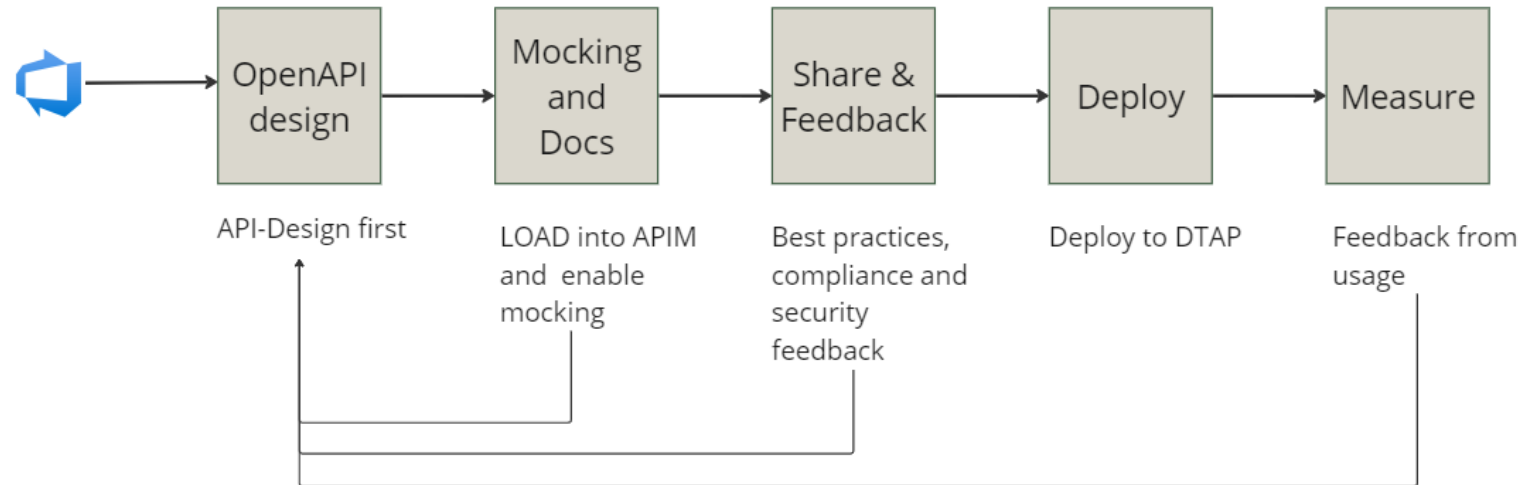 OpenAPI
design
Mocking
and
Docs
Share &
Feedback
Deploy
Measure
API-Design first
LOAD into APIM
and  enable
mocking
Best practices,
compliance and
security
feedback
Deploy to DTAP
Feedback from
usage